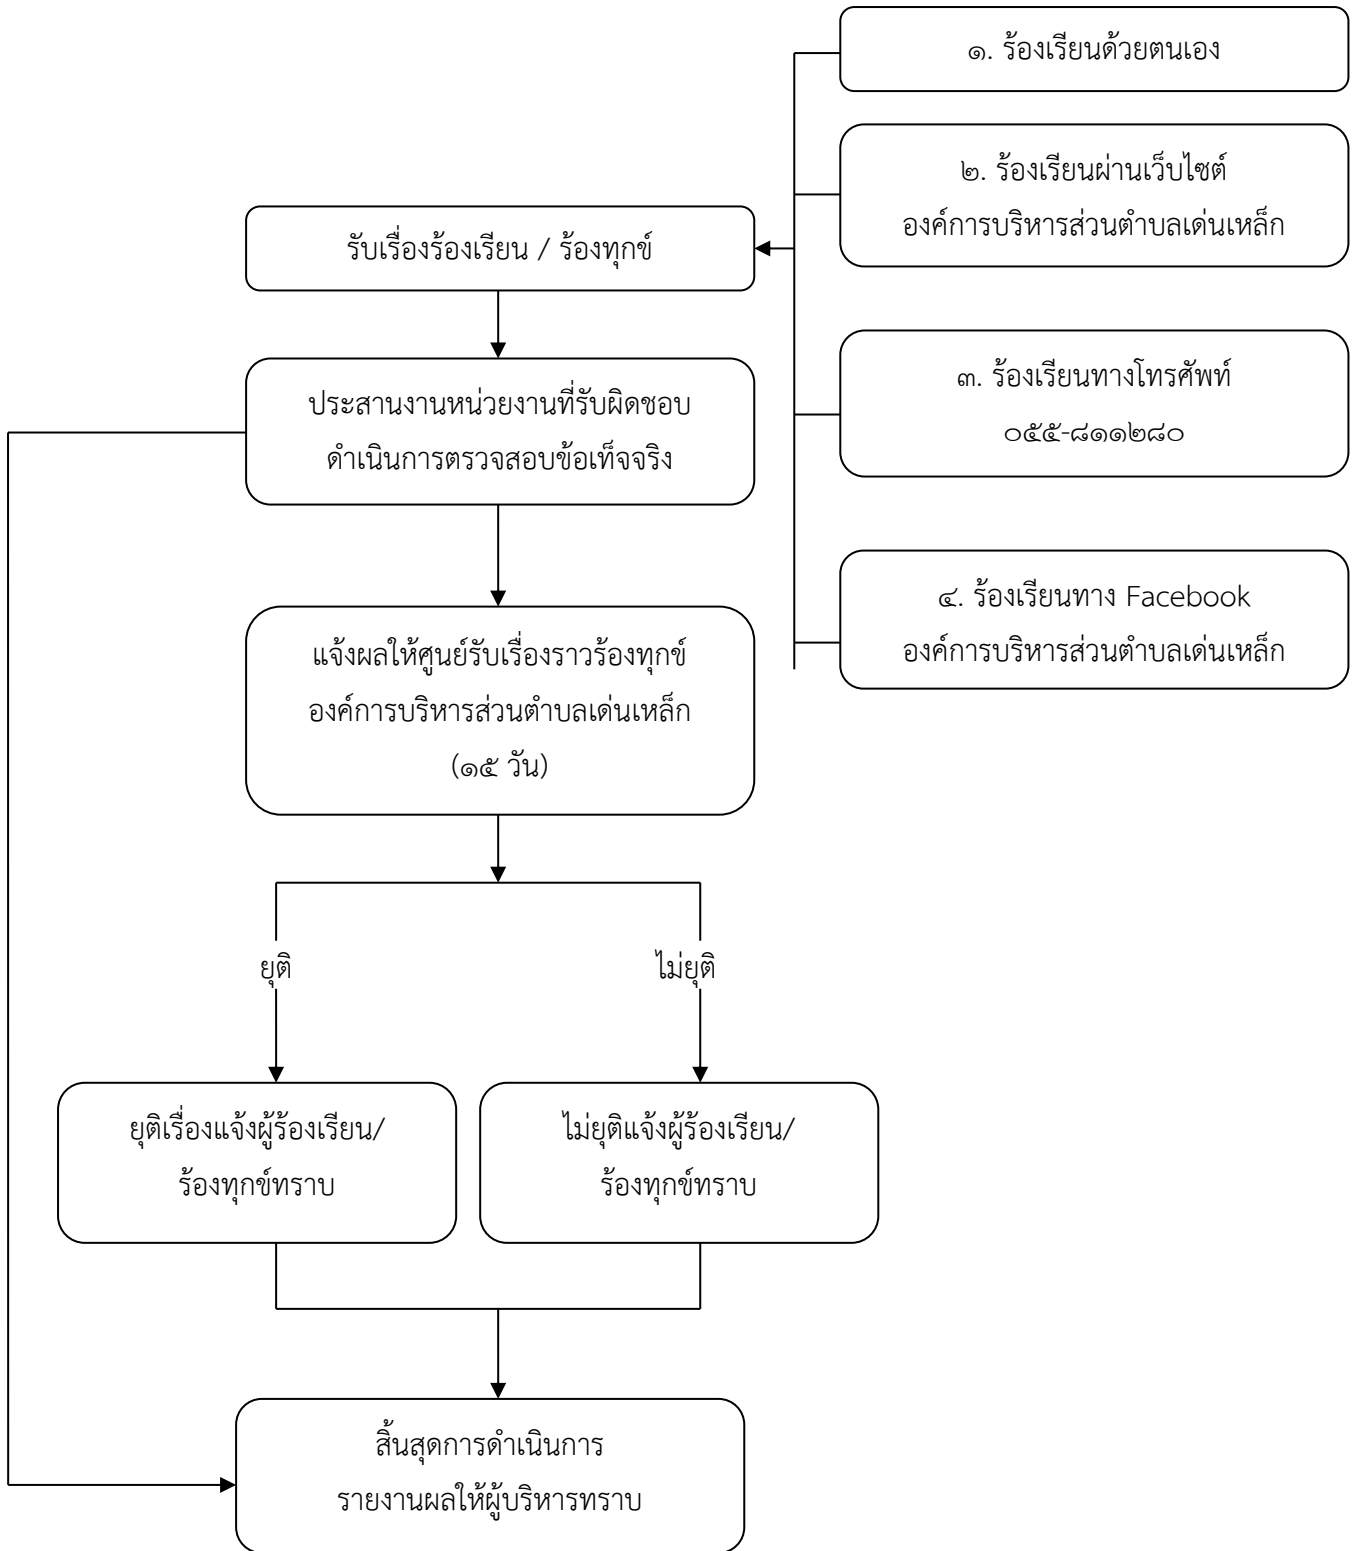 ๑. ร้องเรียนด้วยตนเอง
๒. ร้องเรียนผ่านเว็บไซต์
องค์การบริหารส่วนตำบลเด่นเหล็ก
๓. ร้องเรียนทางโทรศัพท์
๐๕๕-๘๑๑๒๘๐
๔. ร้องเรียนทาง Facebook
องค์การบริหารส่วนตำบลเด่นเหล็ก
รับเรื่องร้องเรียน / ร้องทุกข์
ประสานงานหน่วยงานที่รับผิดชอบ
ดำเนินการตรวจสอบข้อเท็จจริง
แจ้งผลให้ศูนย์รับเรื่องราวร้องทุกข์
องค์การบริหารส่วนตำบลเด่นเหล็ก
(๑๕ วัน)
ยุติ
ไม่ยุติ
ยุติเรื่องแจ้งผู้ร้องเรียน/
ร้องทุกข์ทราบ
ไม่ยุติแจ้งผู้ร้องเรียน/
ร้องทุกข์ทราบ
สิ้นสุดการดำเนินการ
รายงานผลให้ผู้บริหารทราบ